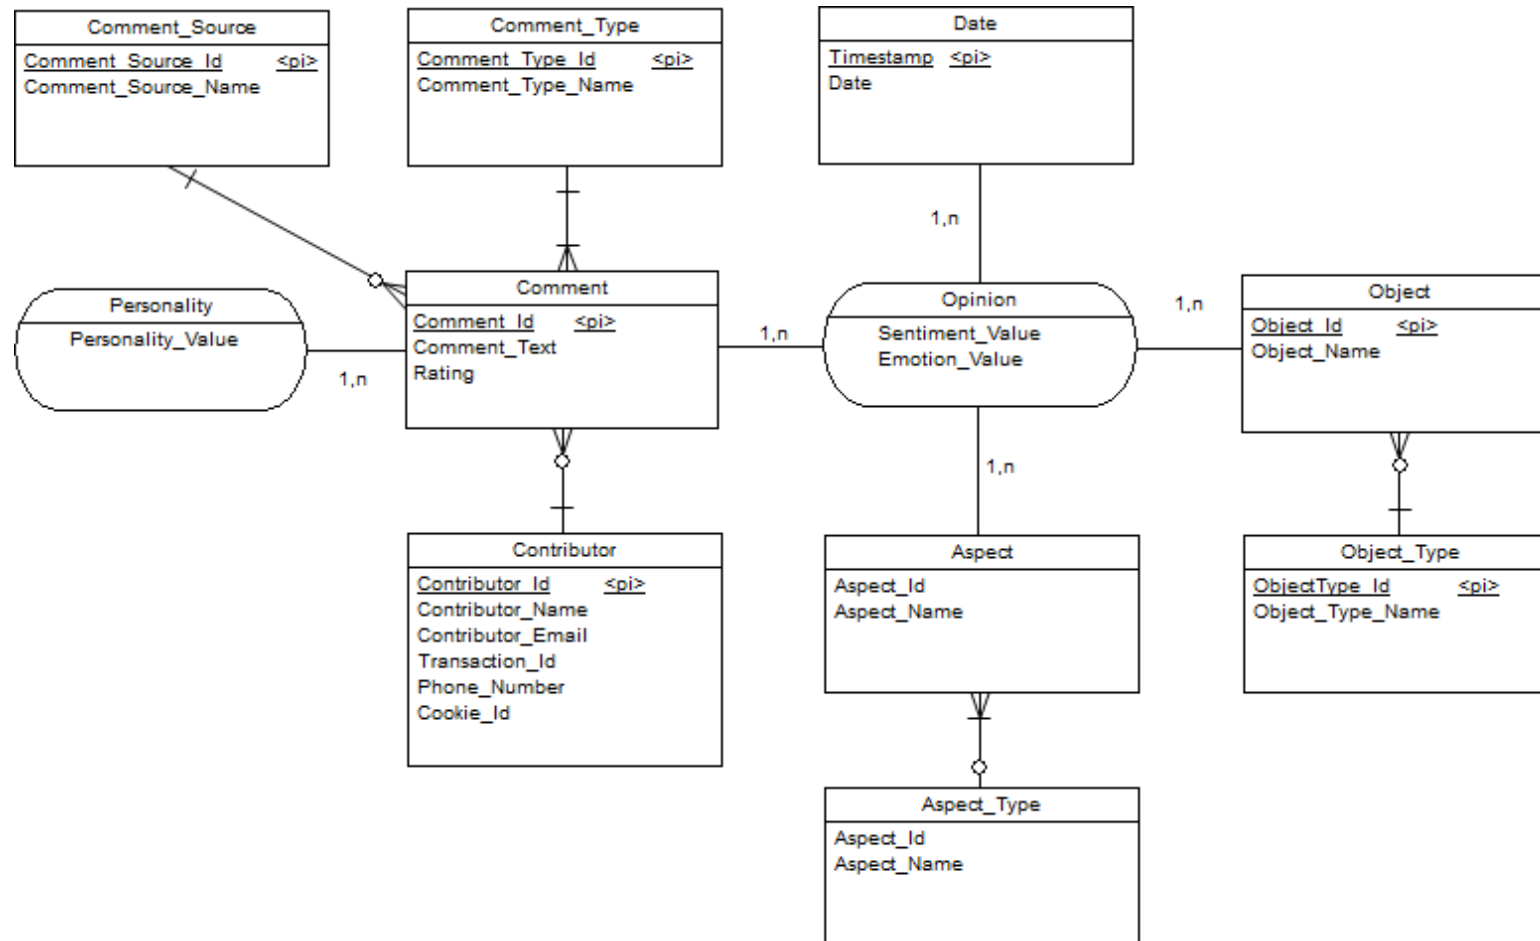 Comment_Source
Comment_Source_Id <pi>
Comment_Source_Name
Comment_Type
Comment_Type_Id <pi>
Comment_Type_Name
Date
Timestamp <pi>
Date
1,n
Personality
Personality_Value
1,n
Comment
Comment_Id <pi>
Comment_Text
Rating
1,n
Opinion
Sentiment_Value
Emotion_Value
1,n
Object
Object_Id <pi>
Object_Name
1,n
Contributor
Contributor_Id <pi>
Contributor_Name
Contributor_Email
Transaction_Id
Phone_Number
Cookie_Id
Aspect
Aspect_Id
Aspect_Name
Object_Type
ObjectType_Id <pi>
Object_Type_Name
Aspect_Type
Aspect_Id
Aspect_Name